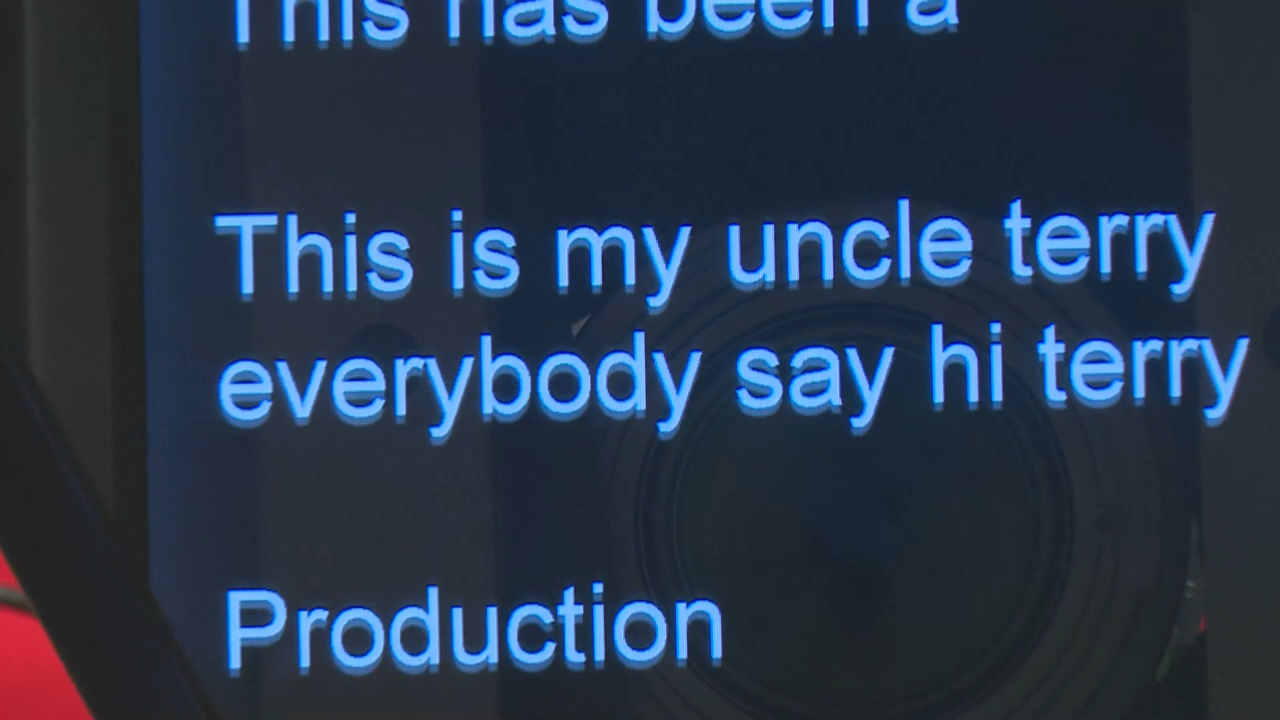 This has been a
This is my uncle terry
everybody say hi terry
Production